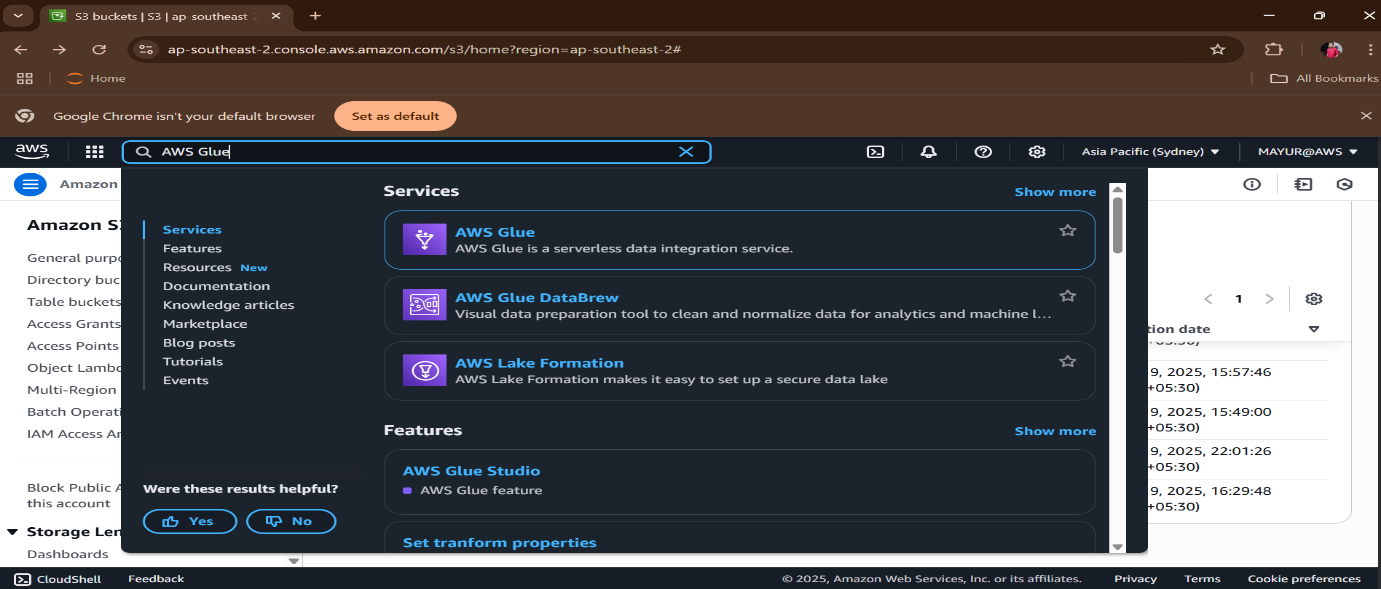 S3 buckets | S3 | ap-southeast-2
ap-southeast-2.console.aws.amazon.com/s3/home?region=ap-southeast-2#
Home
All Bookmarks
Google Chrome isn't your default browser
Set as default
aws
AWS Glue
Asia Pacific (Sydney)
MAYUR@AWS
Amazon
Amazon S3
General purpo
Directory buc
Table buckets
Access Grants
Access Points
Object Lambd
Multi-Region
Batch Operati
IAM Access An
Block Public A
this account
Storage Len
Dashboards
Services
Features
Resources New
Documentation
Knowledge articles
Marketplace
Blog posts
Tutorials
Events
Were these results helpful?
Yes
No
Services
Show more
AWS Glue
AWS Glue is a serverless data integration service.
AWS Glue DataBrew
Visual data preparation tool to clean and normalize data for analytics and machine l...
AWS Lake Formation
AWS Lake Formation makes it easy to set up a secure data lake
Features
Show more
AWS Glue Studio
AWS Glue feature
Set tranform properties
1
tion date
+05:30)
9, 2025, 15:57:46
+05:30)
9, 2025, 15:49:00
+05:30)
9, 2025, 22:01:26
+05:30)
9, 2025, 16:29:48
+05:30)
CloudShell
Feedback
© 2025, Amazon Web Services, Inc. or its affiliates.
Privacy
Terms
Cookie preferences